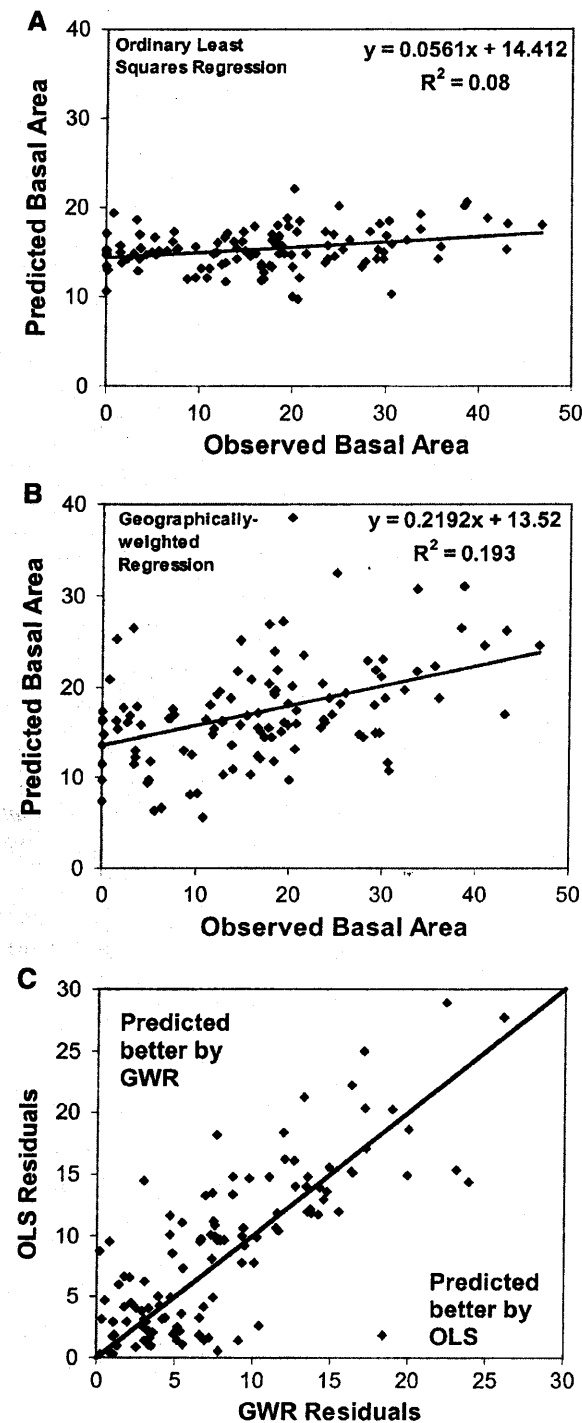 A
40
30
20
10
0
Predicted Basal Area
Ordinary Least
Squares Regression
y = 0.0561x + 14.412
R² = 0.08
0 10 20 30 40 50
Observed Basal Area
B
40
30
20
10
0
Predicted Basal Area
Geographically-
weighted
Regression
y = 0.2192x + 13.52
R² = 0.193
0 10 20 30 40 50
Observed Basal Area
C
30
25
20
15
10
5
0
OLS Residuals
Predicted
better by
GWR
Predicted
better by
OLS
0 5 10 15 20 25 30
GWR Residuals